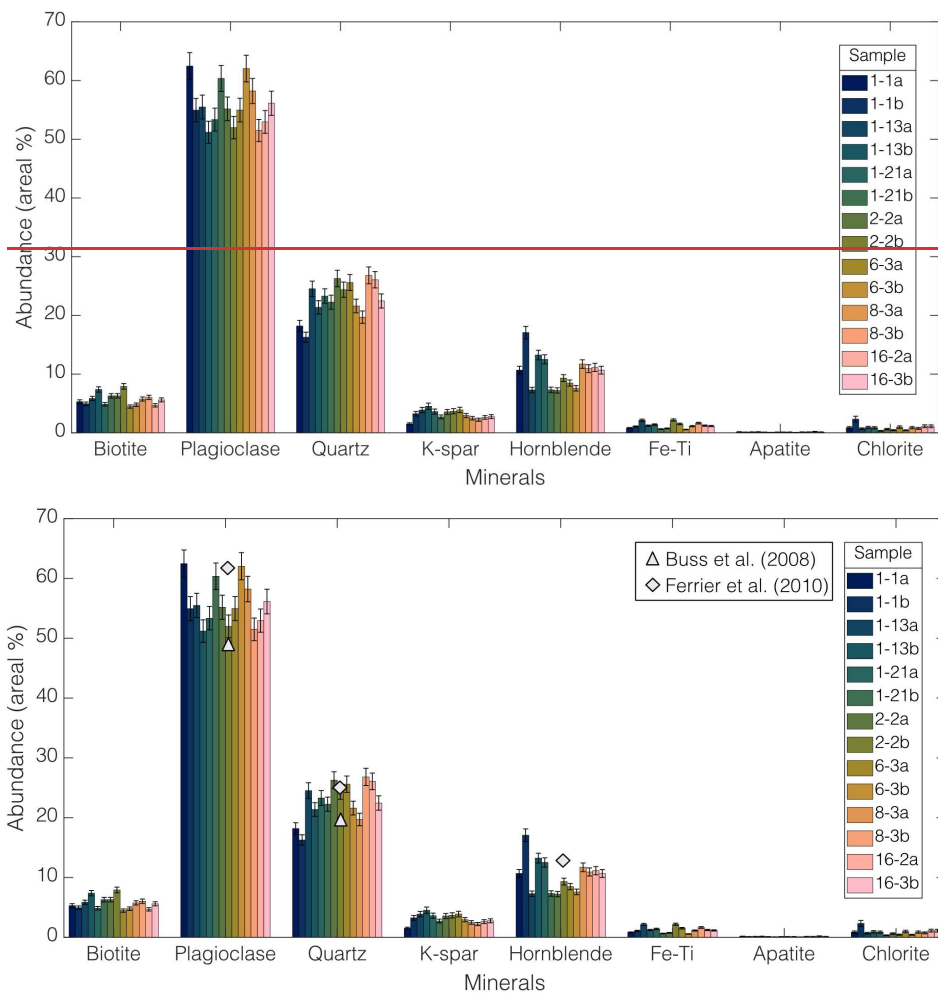 70
60
50
40
30
20
10
0
Abundance (areal %)
Sample
1-1a
1-1b
1-13a
1-13b
1-21a
1-21b
2-2a
2-2b
6-3a
6-3b
8-3a
8-3b
16-2a
16-3b
Biotite Plagioclase Quartz K-spar Hornblende Fe-Ti Apatite Chlorite
Minerals
70
60
50
40
30
20
10
0
Abundance (areal %)
Buss et al. (2008)
Ferrier et al. (2010)
Sample
1-1a
1-1b
1-13a
1-13b
1-21a
1-21b
2-2a
2-2b
6-3a
6-3b
8-3a
8-3b
16-2a
16-3b
Biotite Plagioclase Quartz K-spar Hornblende Fe-Ti Apatite Chlorite
Minerals